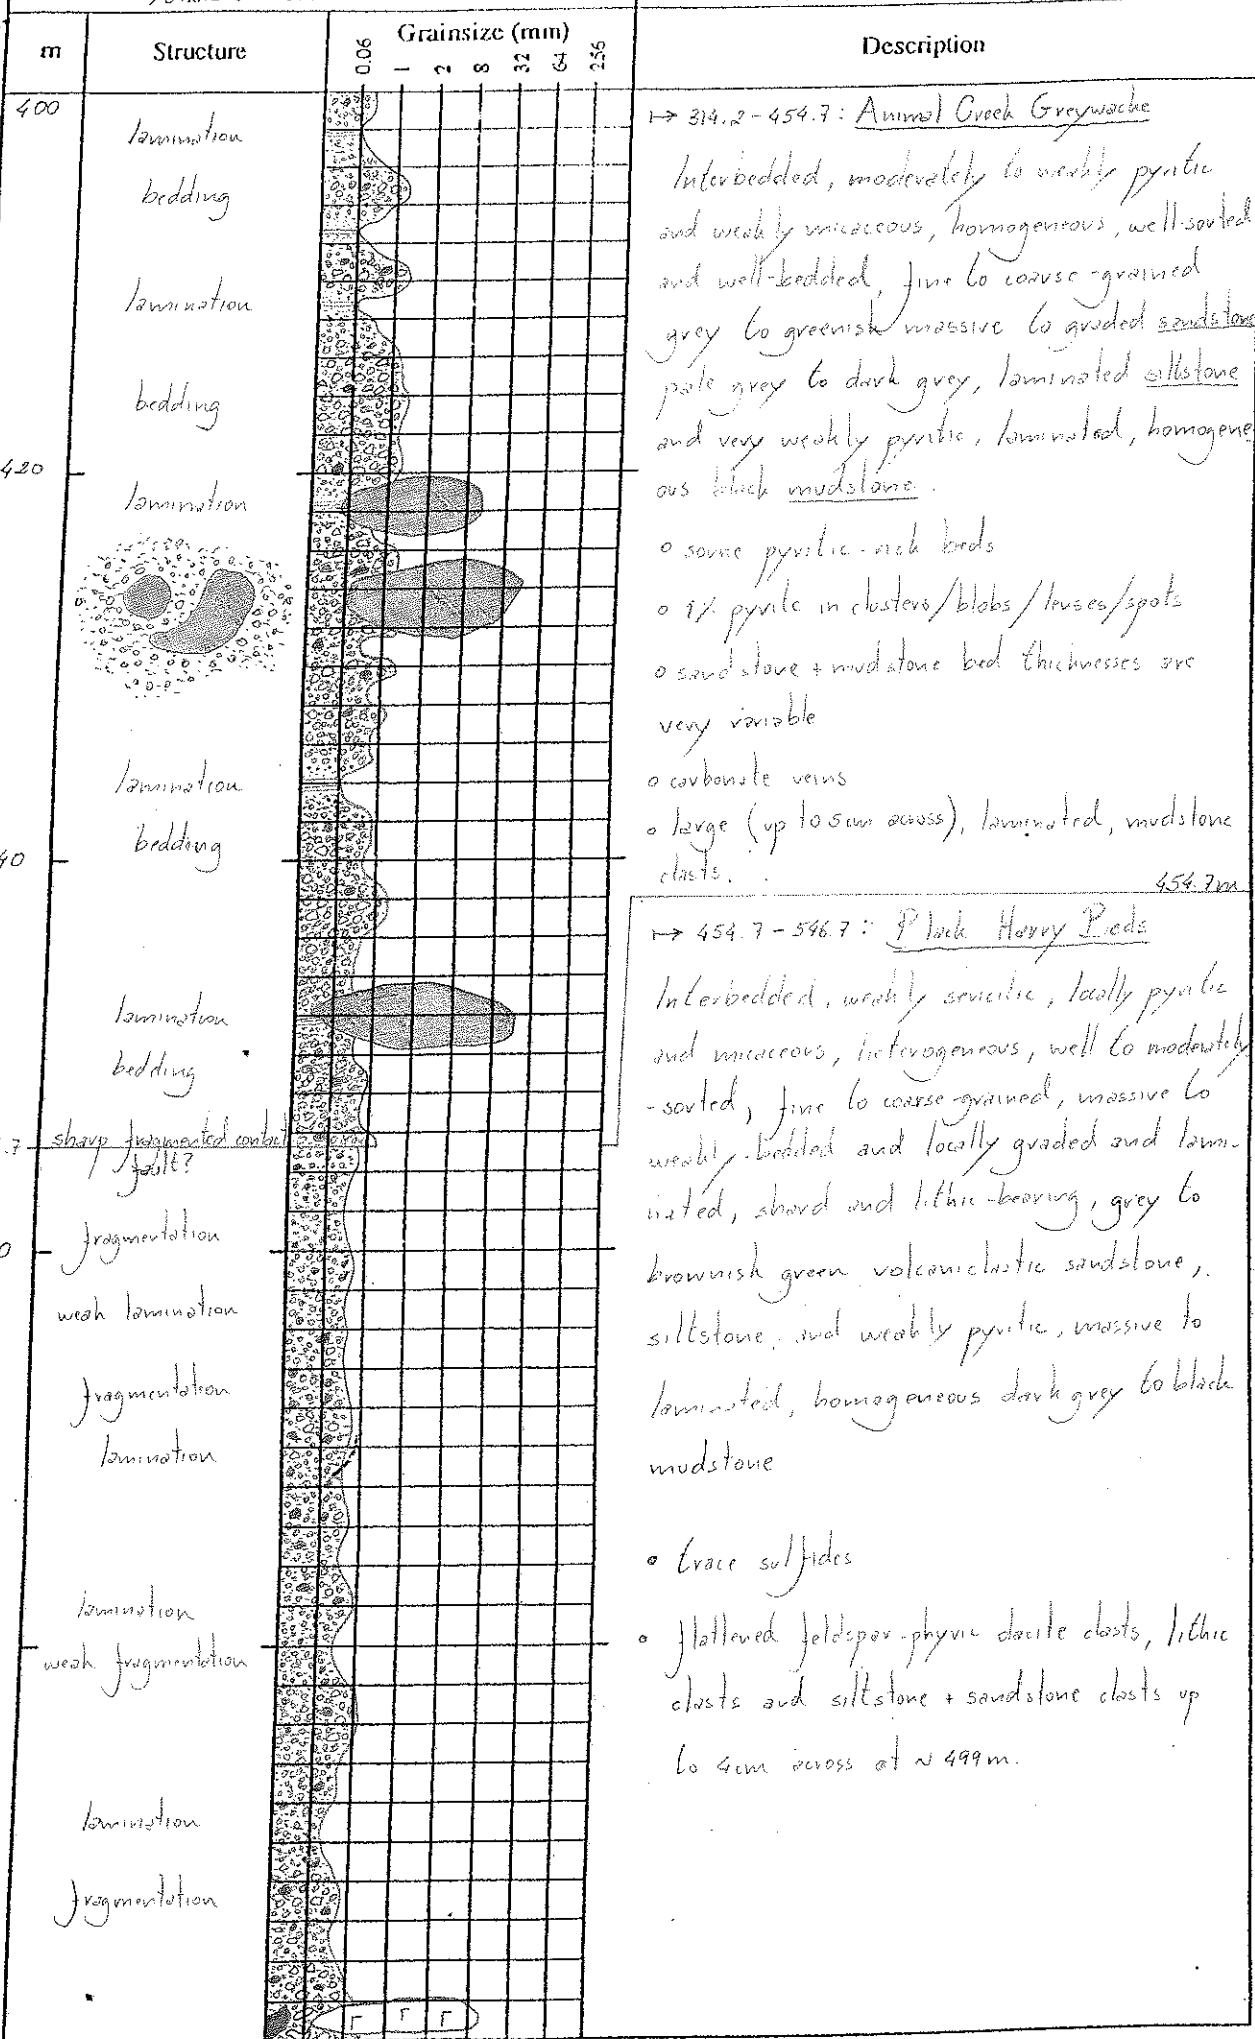 m
Structure
Grainsize (mm)
0.06
1
2
8
32
64
256
Description
400
lamination
bedding
lamination
bedding
420
lamination
lamination
bedding
40
lamination
bedding
.7
sharp fragmented contact
/ fault?
0
fragmentation
weak lamination
fragmentation
lamination
lamination
weak fragmentation
lamination
fragmentation
Γ Γ Γ
↦ 314.2 - 454.7 : Animal Creek Greywacke
Interbedded, moderately to weakly pyritic
and weakly micaceous, homogeneous, well-sorted
and well-bedded, fine to coarse-grained
grey to greenish massive to graded sandstone
pale grey to dark grey, laminated siltstone
and very weakly pyritic, laminated, homogene
ous black mudstone.
o some pyritic-rich beds
o 1% pyrite in clusters/blobs/lenses/spots
o sandstone + mudstone bed thicknesses are
very variable
o carbonate veins
o large (up to 5cm across), laminated, mudstone
clasts.
454.7m
↦ 454.7 - 546.7 : Black Harry Beds
Interbedded, weakly sericitic, locally pyritic
and micaceous, heterogeneous, well to moderately
-sorted, fine to coarse-grained, massive to
weakly-bedded and locally graded and lami-
nated, shard and lithic-bearing, grey to
brownish green volcaniclastic sandstone,
siltstone, and weakly pyritic, massive to
laminated, homogeneous dark grey to black
mudstone
o trace sulfides
o flattened feldspar-phyric dacite clasts, lithic
clasts and siltstone + sandstone clasts up
to 4cm across at ~ 499m.